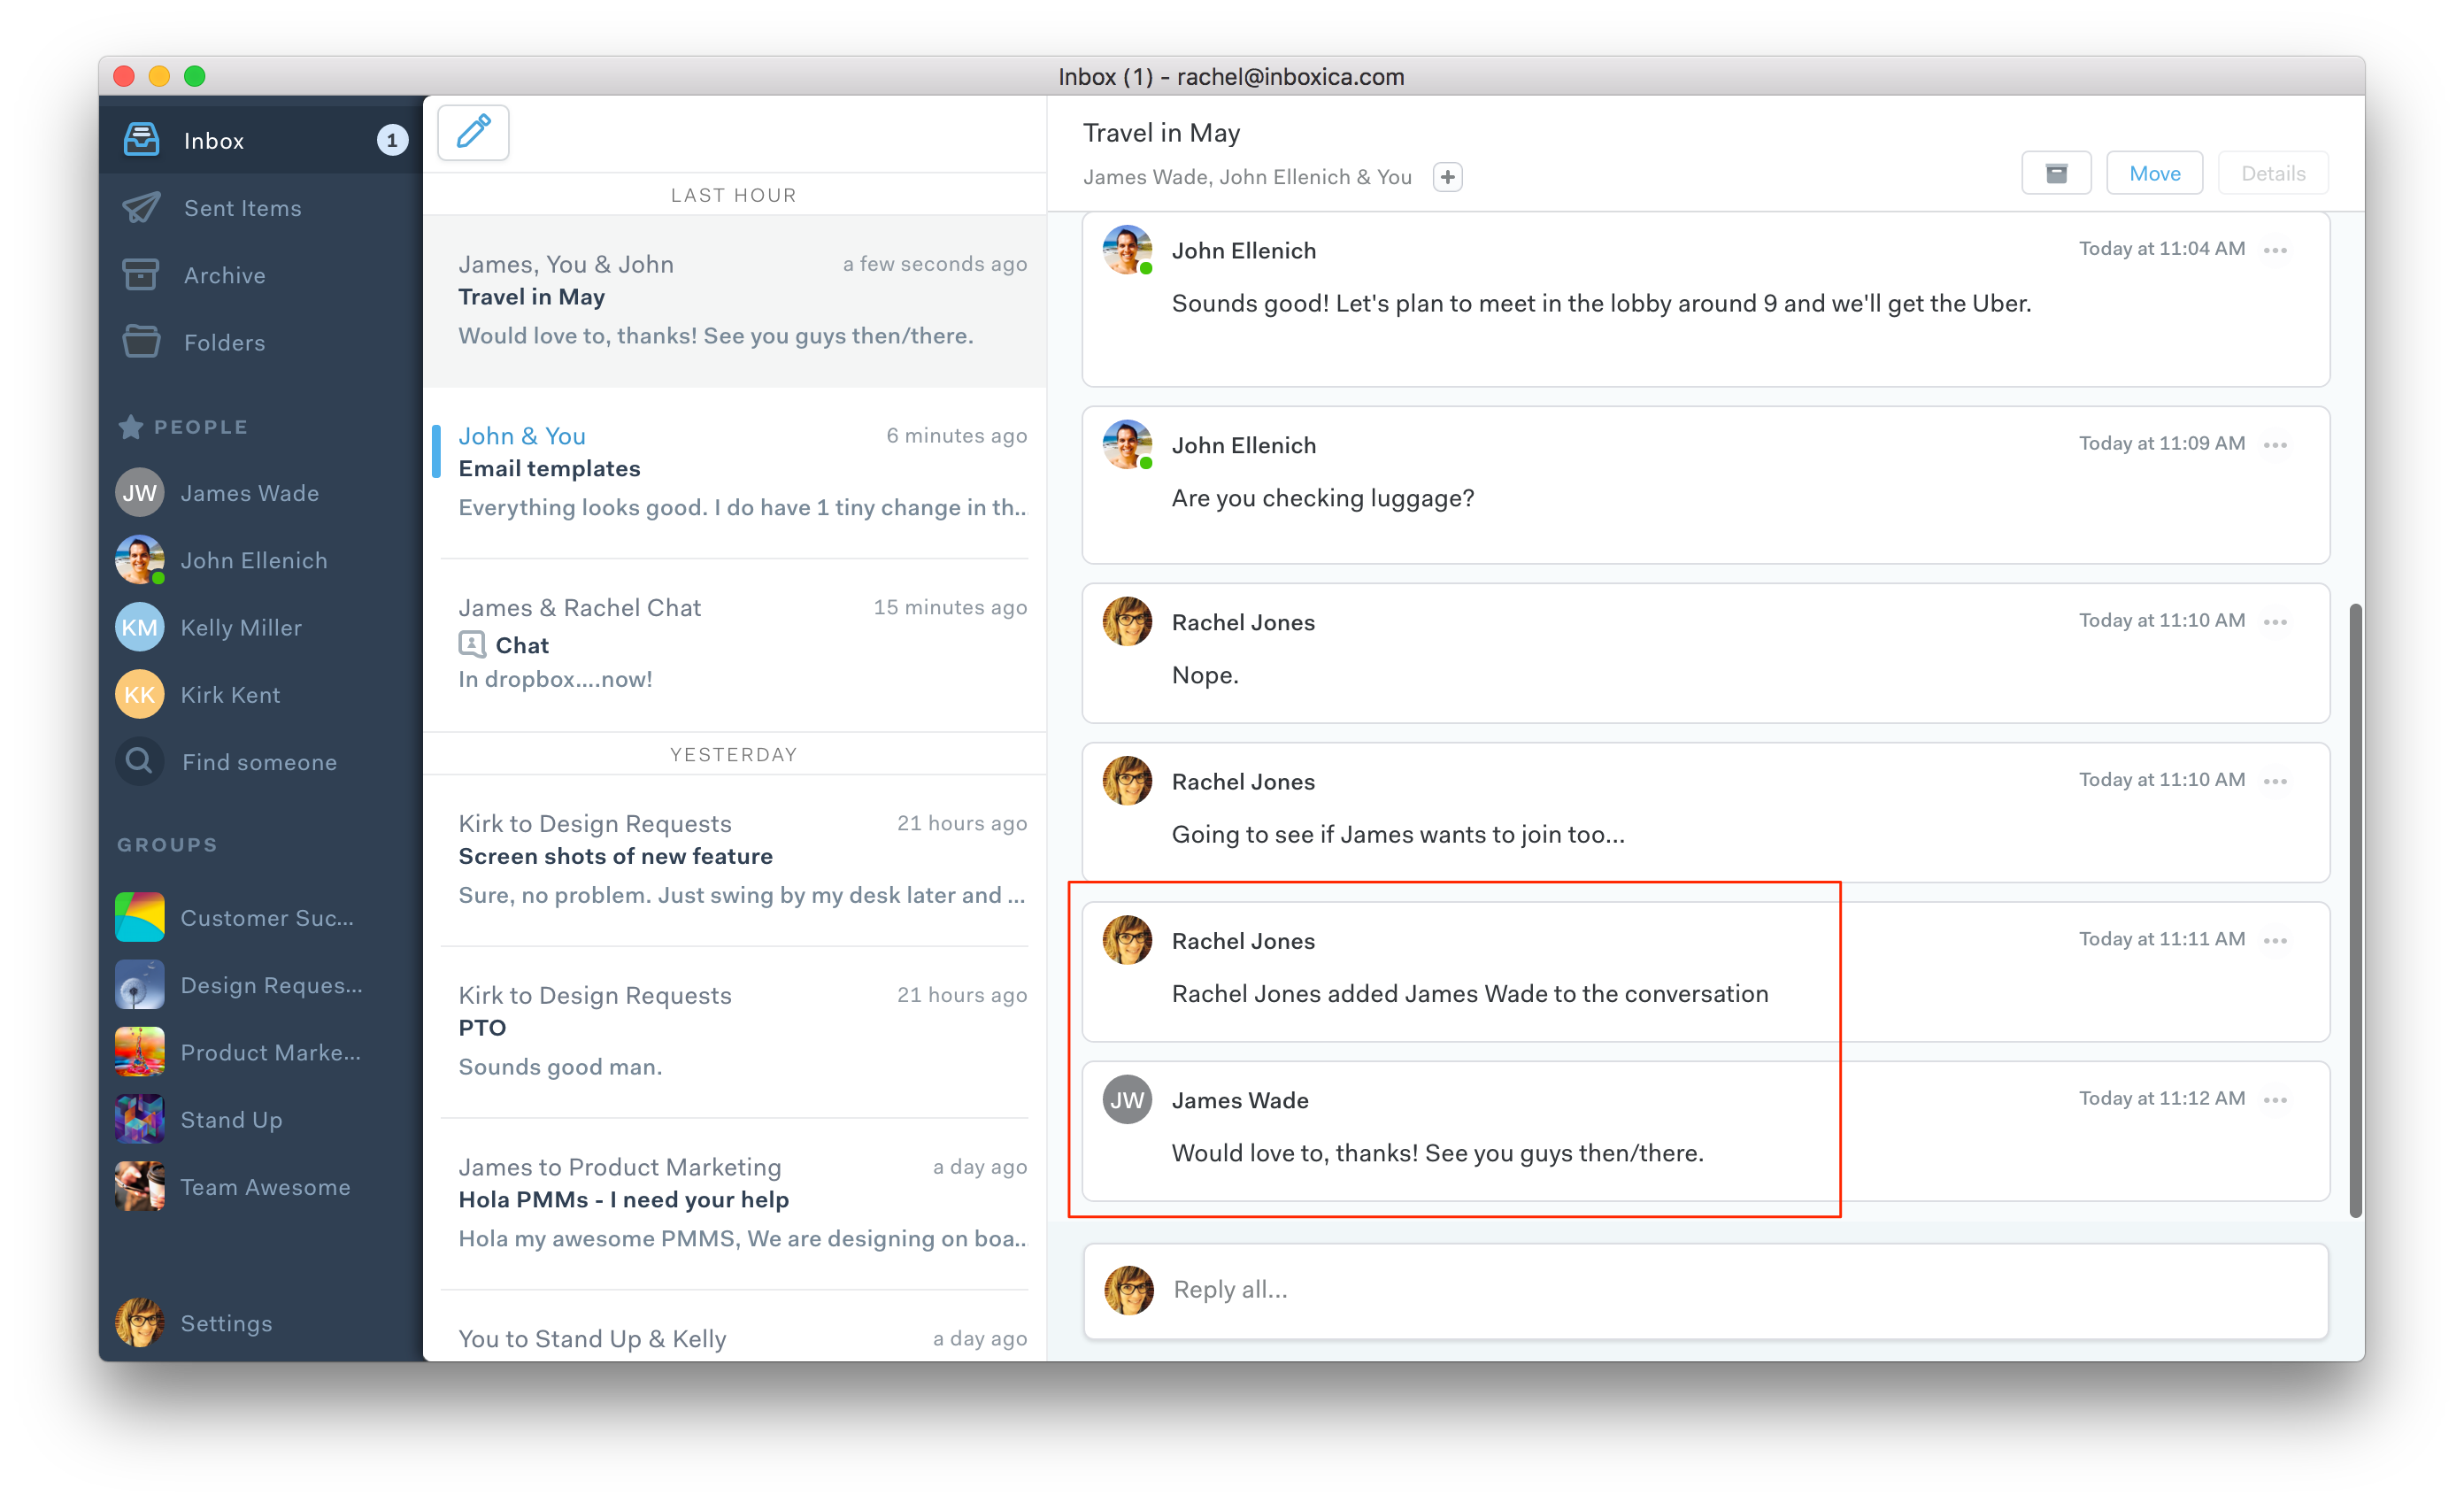 Inbox (1) - rachel@inboxica.com
Inbox
1
Sent Items
Archive
Folders
PEOPLE
JW
James Wade
John Ellenich
KM
Kelly Miller
KK
Kirk Kent
Find someone
GROUPS
Customer Suc...
Design Reques...
Product Marke...
Stand Up
Team Awesome
Settings
LAST HOUR
James, You & John
a few seconds ago
Travel in May
Would love to, thanks! See you guys then/there.
John & You
6 minutes ago
Email templates
Everything looks good. I do have 1 tiny change in th..
James & Rachel Chat
15 minutes ago
Chat
In dropbox....now!
YESTERDAY
Kirk to Design Requests
21 hours ago
Screen shots of new feature
Sure, no problem. Just swing by my desk later and ...
Kirk to Design Requests
21 hours ago
PTO
Sounds good man.
James to Product Marketing
a day ago
Hola PMMs - I need your help
Hola my awesome PMMS, We are designing on boa..
You to Stand Up & Kelly
a day ago
Travel in May
James Wade, John Ellenich & You
Move
Details
John Ellenich
Today at 11:04 AM
Sounds good! Let's plan to meet in the lobby around 9 and we'll get the Uber.
John Ellenich
Today at 11:09 AM
Are you checking luggage?
Rachel Jones
Today at 11:10 AM
Nope.
Rachel Jones
Today at 11:10 AM
Going to see if James wants to join too...
Rachel Jones
Today at 11:11 AM
Rachel Jones added James Wade to the conversation
JW
James Wade
Today at 11:12 AM
Would love to, thanks! See you guys then/there.
Reply all...